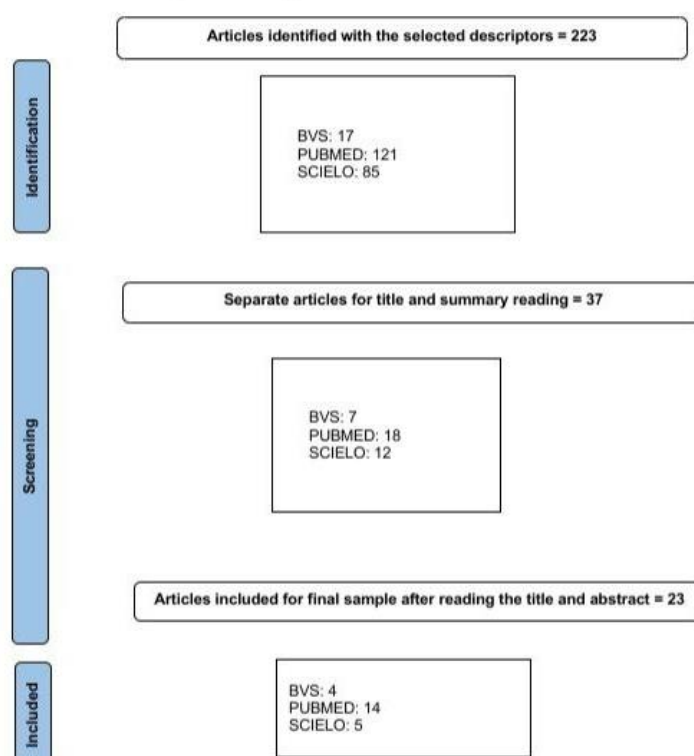 Articles identified with the selected descriptors = 223
Identification
BVS: 17
PUBMED: 121
SCIELO: 85
Separate articles for title and summary reading = 37
Screening
BVS: 7
PUBMED: 18
SCIELO: 12
Articles included for final sample after reading the title and abstract = 23
Included
BVS: 4
PUBMED: 14
SCIELO: 5